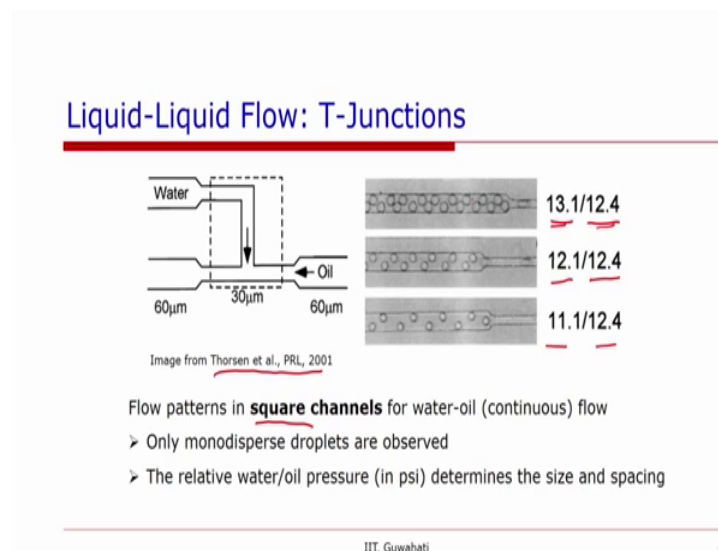 Liquid-Liquid Flow: T-Junctions
Water
Oil
60μm
30μm
60μm
13.1/12.4
12.1/12.4
11.1/12.4
Image from Thorsen et al., PRL, 2001
Flow patterns in square channels for water-oil (continuous) flow
➢ Only monodisperse droplets are observed
➢ The relative water/oil pressure (in psi) determines the size and spacing
IIT, Guwahati